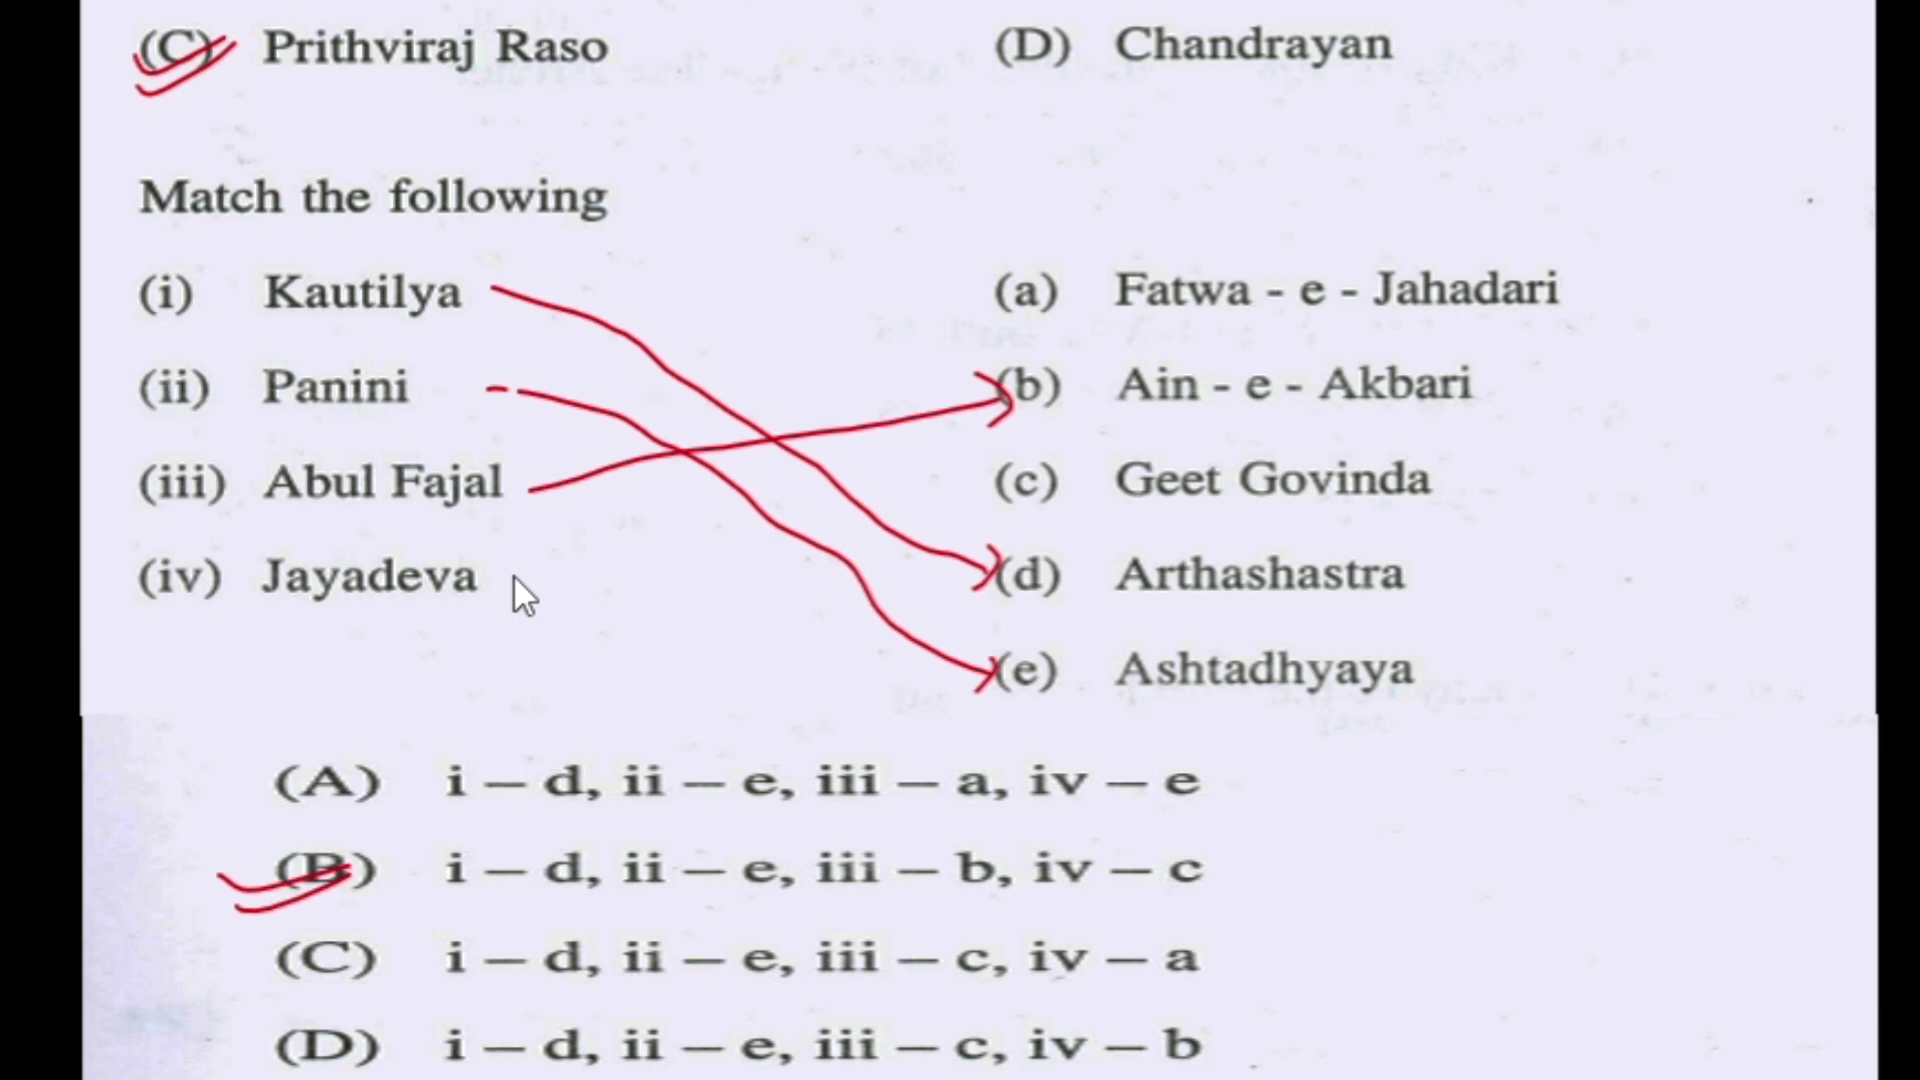 (C) Prithviraj Raso (D) Chandrayan
Match the following
(i) Kautilya (a) Fatwa - e - Jahadari
(ii) Panini (b) Ain - e - Akbari
(iii) Abul Fajal (c) Geet Govinda
(iv) Jayadeva (d) Arthashastra
(e) Ashtadhyaya
(A) i – d, ii – e, iii – a, iv – e
(B) i – d, ii – e, iii – b, iv – c
(C) i – d, ii – e, iii – c, iv – a
(D) i – d, ii – e, iii – c, iv – b